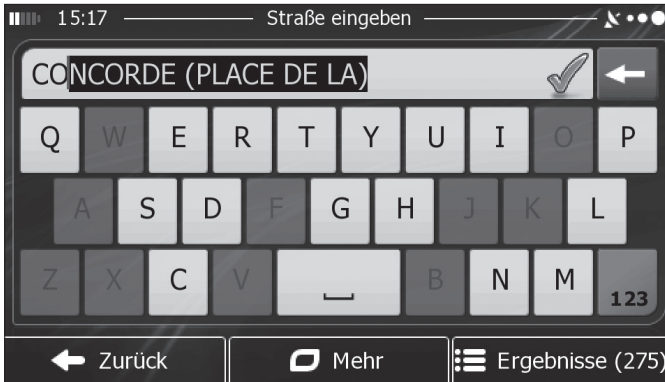 15:17 Straße eingeben
CONCORDE (PLACE DE LA)
Q W E R T Y U I O P
A S D F G H J K L
Z X C V B N M 123
Zurück Mehr Ergebnisse (275)